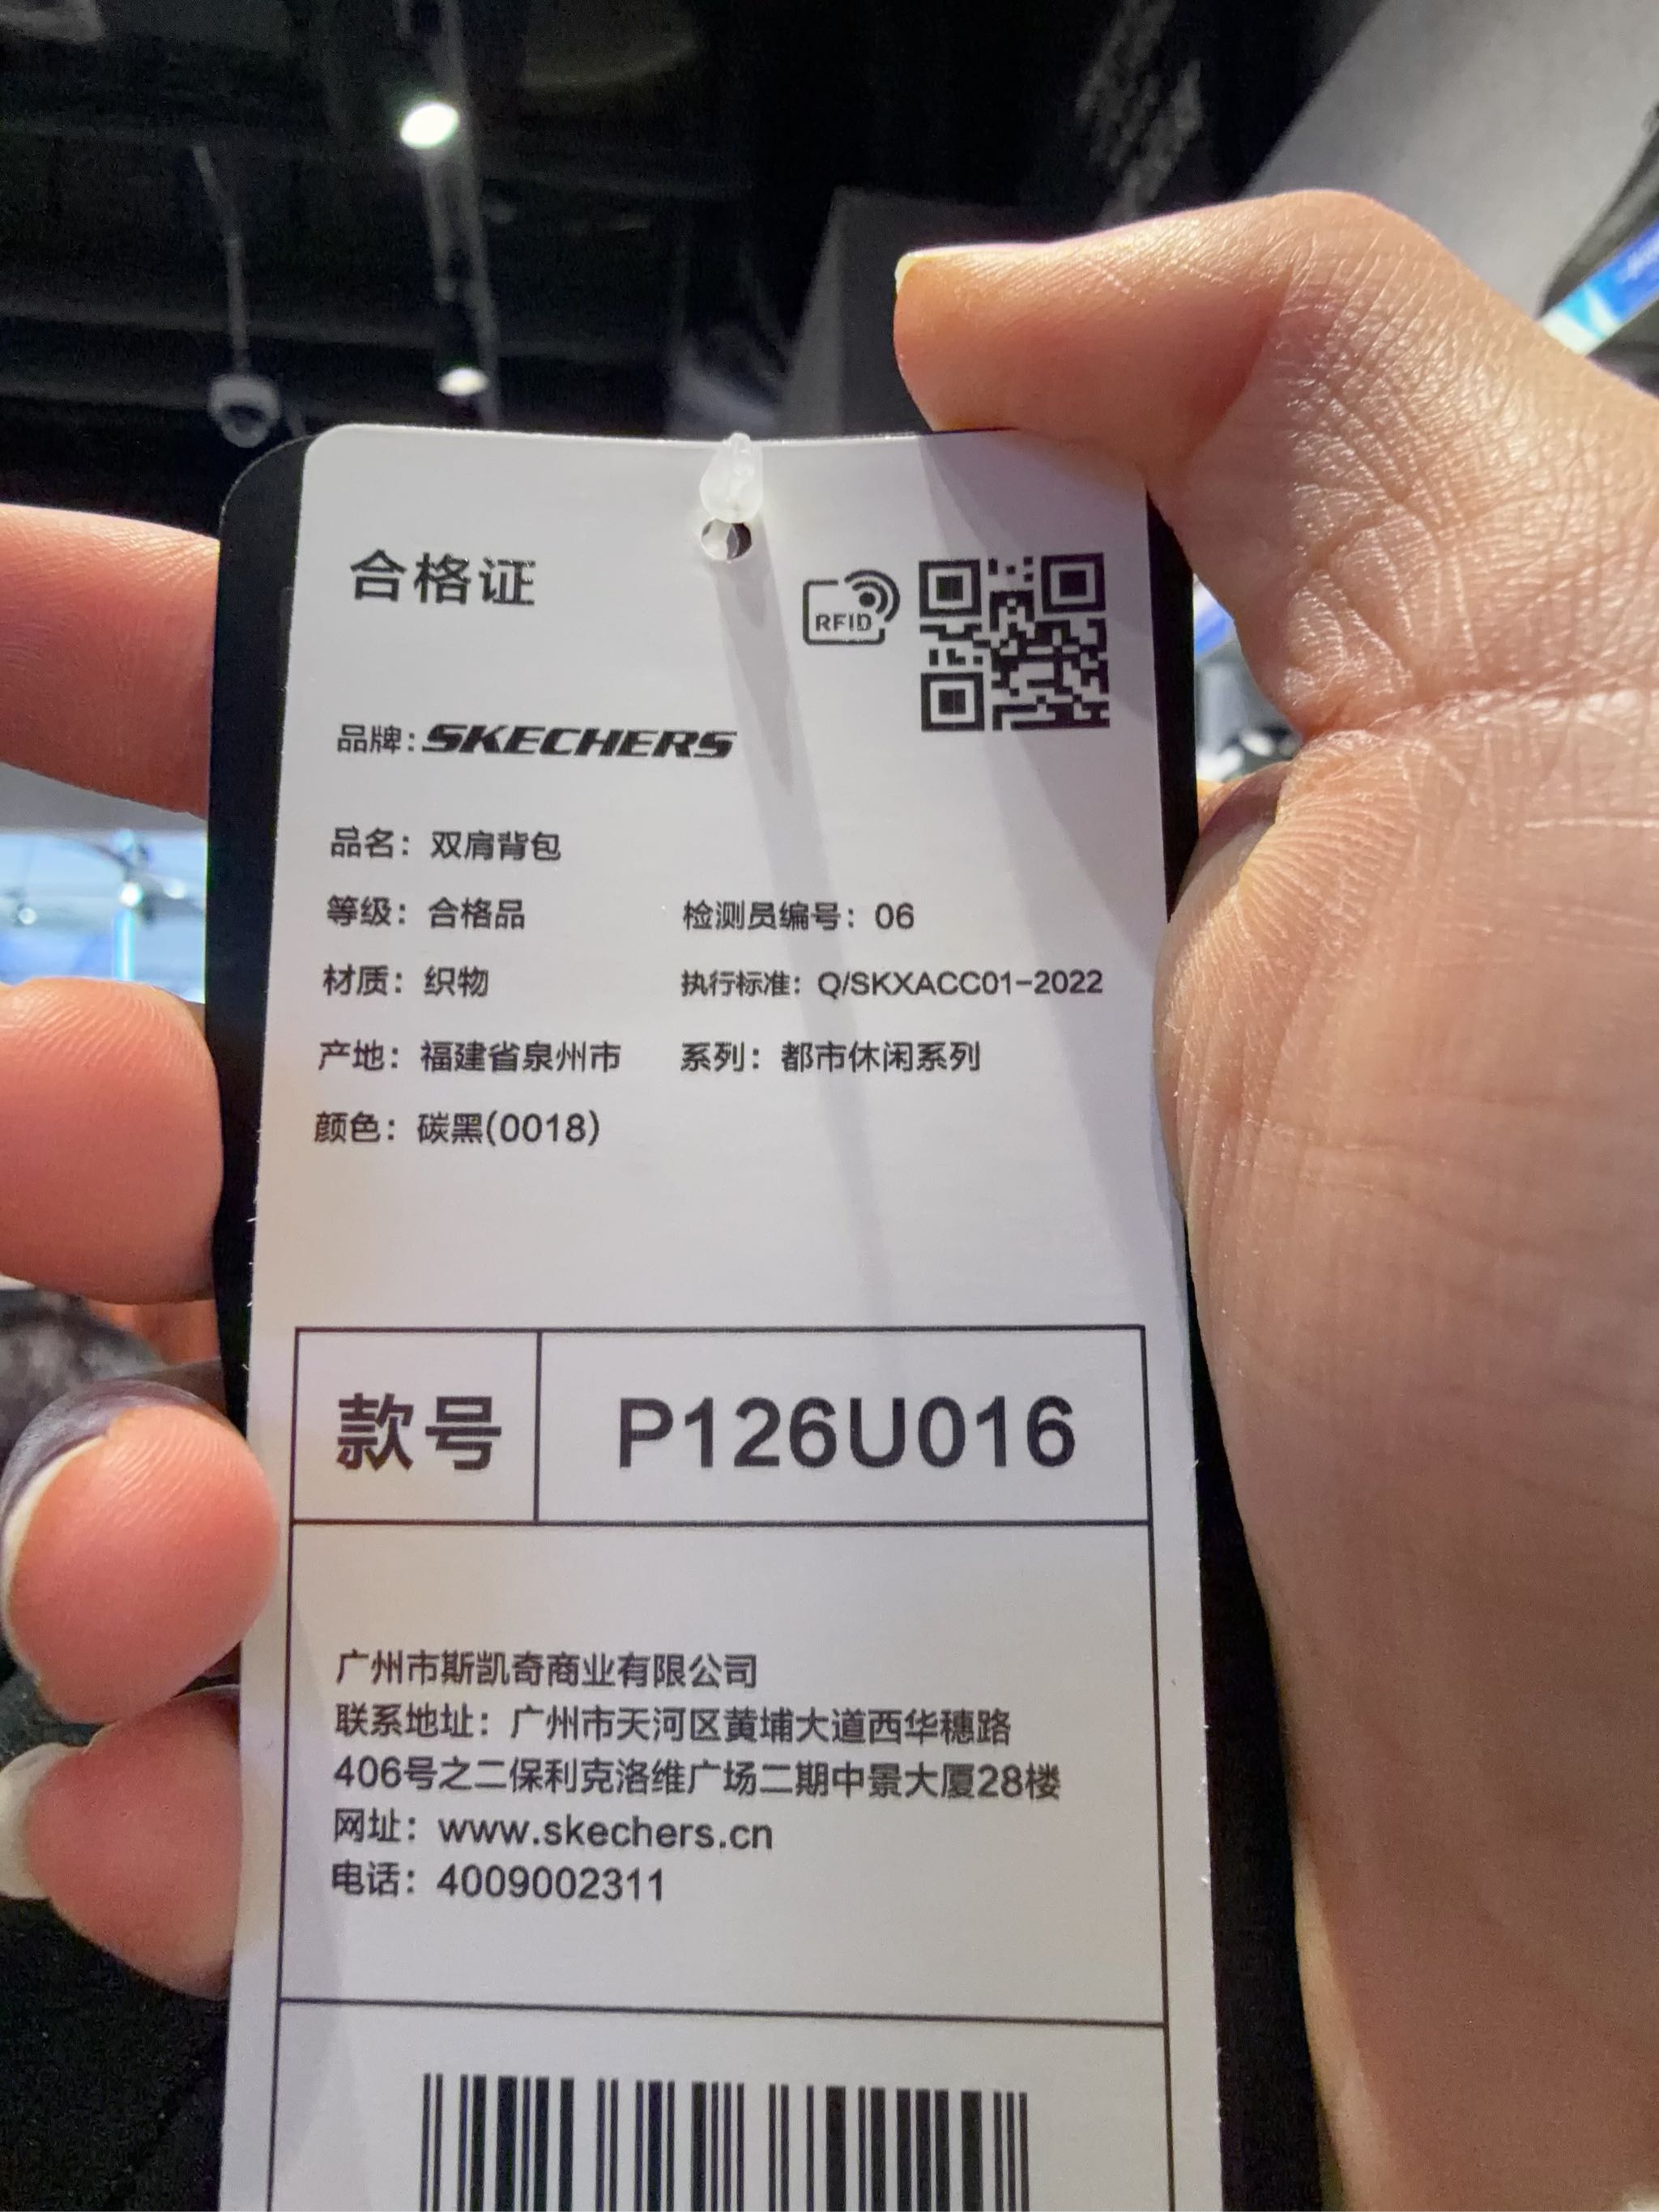 合格证
RFID
品牌:SKECHERS
品名：双肩背包
等级：合格品 检测员编号：06
材质：织物 执行标准：Q/SKXACC01-2022
产地：福建省泉州市 系列：都市休闲系列
颜色：碳黑(0018)
款号 P126U016
广州市斯凯奇商业有限公司
联系地址：广州市天河区黄埔大道西华穗路
406号之二保利克洛维广场二期中景大厦28楼
网址：www.skechers.cn
电话：4009002311